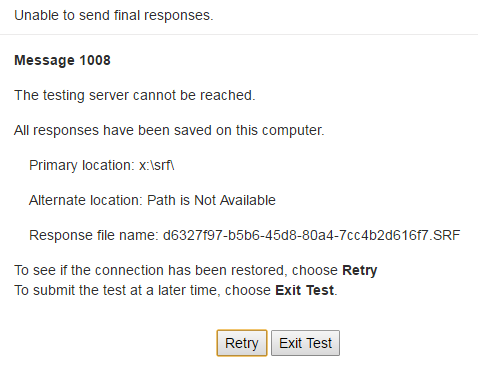 Unable to send final responses.
Message 1008
The testing server cannot be reached.
All responses have been saved on this computer.
Primary location: x:\srf\
Alternate location: Path is Not Available
Response file name: d6327f97-b5b6-45d8-80a4-7cc4b2d616f7.SRF
To see if the connection has been restored, choose Retry
To submit the test at a later time, choose Exit Test.
Retry Exit Test